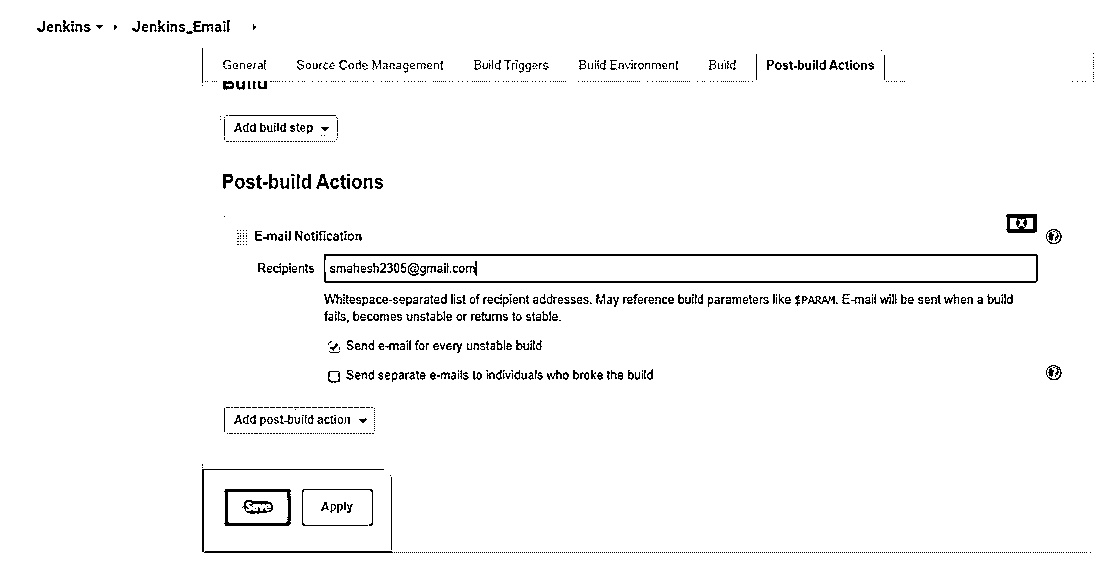 Jenkins Jenkins_Email
General Source Code Management Build Triggers Build Environment Build Post-build Actions
Build
Add build step
Post-build Actions
X
E-mail Notification
Recipients smahesh2305@gmail.com
Whitespace-separated list of recipient addresses. May reference build parameters like $PARAM. E-mail will be sent when a build
fails, becomes unstable or returns to stable.
Send e-mail for every unstable build
Send separate e-mails to individuals who broke the build
Add post-build action
Save Apply